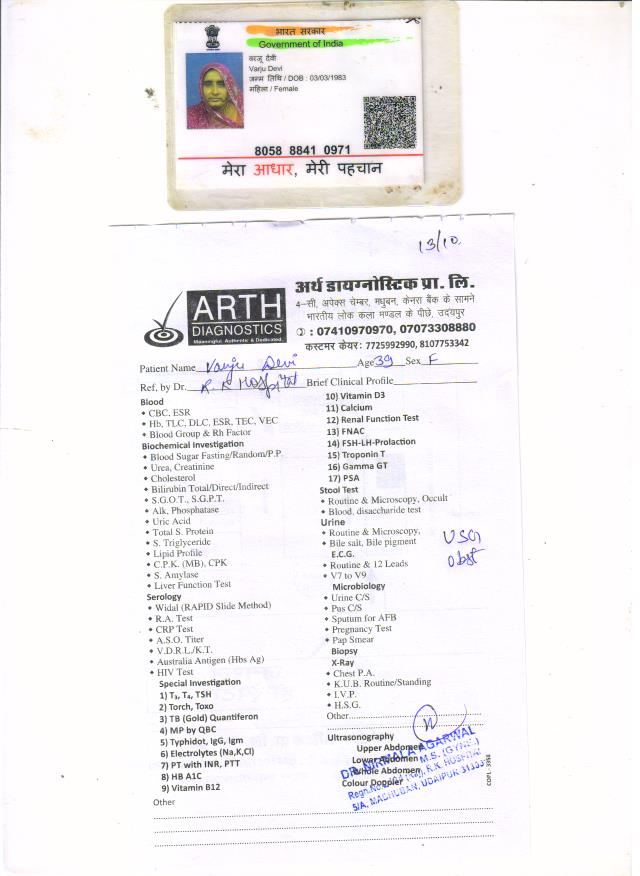 भारत सरकार
Government of India
वरजू देवी
Varju Devi
जन्म तिथि / DOB : 03/03/1983
महिला / Female
8058 8841 0971
मेरा आधार, मेरी पहचान
13/10.
ARTH
DIAGNOSTICS
Meaningful Authentic & Dedicated.
अर्थ डायग्नोस्टिक प्रा. लि.
4–सी, अपेक्स चेम्बर, मधुबन, केनरा बैंक के सामने
भारतीय लोक कला मण्डल के पीछे, उदयपुर
: 07410970970, 07073308880
कस्टमर केयर: 7725992990, 8107753342
Patient Name Varju Devi Age 39 Sex F
Ref, by Dr. R. K Hospital Brief Clinical Profile
Blood
• CBC, ESR
• Hb, TLC, DLC, ESR, TEC, VEC
• Blood Group & Rh Factor
Biochemical Investigation
• Blood Sugar Fasting/Random/P.P.
• Urea, Creatinine
• Cholesterol
• Bilirubin Total/Direct/Indirect
• S.G.O.T., S.G.P.T.
• Alk, Phosphatase
• Uric Acid
• Total S. Protein
• S. Triglyceride
• Lipid Profile
• C.P.K. (MB), CPK
• S. Amylase
• Liver Function Test
Serology
• Widal (RAPID Slide Method)
• R.A. Test
• CRP Test
• A.S.O. Titer
• V.D.R.L./K.T.
• Australia Antigen (Hbs Ag)
• HIV Test
Special Investigation
1) T₃, T₄, TSH
2) Torch, Toxo
3) TB (Gold) Quantiferon
4) MP by QBC
5) Typhidot, IgG, Igm
6) Electrolytes (Na,K,Cl)
7) PT with INR, PTT
8) HB A1C
9) Vitamin B12
Other
10) Vitamin D3
11) Calcium
12) Renal Function Test
13) FNAC
14) FSH-LH-Prolaction
15) Troponin T
16) Gamma GT
17) PSA
Stool Test
• Routine & Microscopy, Occult
• Blood, disaccharide test
Urine
• Routine & Microscopy,
• Bile salt, Bile pigment
E.C.G.
• Routine & 12 Leads
• V7 to V9
Microbiology
• Urine C/S
• Pus C/S
• Sputum for AFB
• Pregnancy Test
• Pap Smear
Biopsy
X-Ray
• Chest P.A.
• K.U.B. Routine/Standing
• I.V.P.
• H.S.G.
Other
Ultrasonography
Upper Abdomen
Lower Abdomen
Whole Abdomen
Colour Doppler
USG
Obst
DR. NIRMALA AGARWAL
M.S. (GYNE.)
R.K. HOSPITAL
5/A, MADHUBAN, UDAIPUR